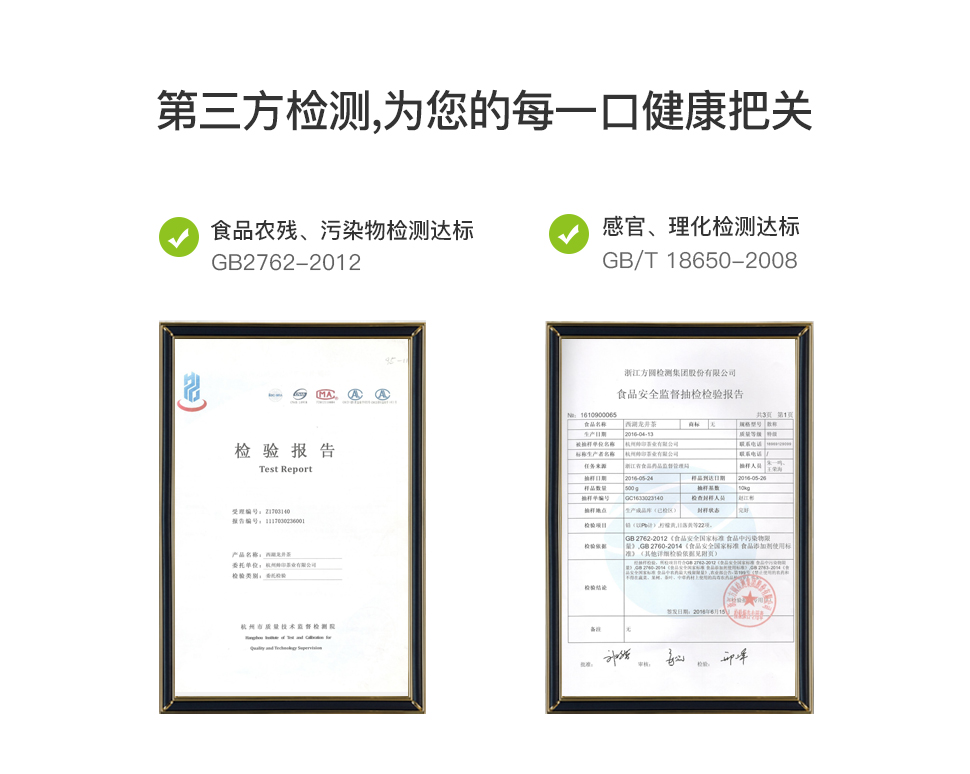 第三方检测,为您的每一口健康把关
食品农残、污染物检测达标
GB2762-2012
感官、理化检测达标
GB/T 18650-2008
MA
检验报告
Test Report
受理编号: 21703140
报告编号: 1117030236001
产品名称: 西湖龙井茶
委托单位: 杭州帅印茶业有限公司
检验类别: 委托检验
杭州市质量技术监督检测院
Hangzhou Institute of Test and Calibration for
Quality and Technology Supervision
浙江方圆检测集团股份有限公司
食品安全监督抽检检验报告
№: 1610900065 共3页 第1页
食品名称 西湖龙井茶 商标 无 规格型号 散称
生产日期 2016-04-13 质量等级 特级
被抽样单位名称 杭州帅印茶业有限公司 联系电话
标称生产者名称 杭州帅印茶业有限公司 联系电话 /
任务来源 浙江省食品药品监督管理局 抽样人员
抽样日期 2016-05-24 样品到达日期 2016-05-26
样品数量 500 g 抽样基数 10kg
抽样单编号 GC1633023140 检查封样人员
抽样地点 生产成品库（已检区） 封样状态 完好
检验项目 铅（以Pb计）,柠檬黄,日落黄等22项。
检验依据 GB 2762-2012《食品安全国家标准 食品中污染物限
量》,GB 2760-2014《食品安全国家标准 食品添加剂使用标
准》（其他详细检验依据见附页）
检验结论
签发日期: 2016年6月15日
备注 无
批准: 审核: 检验: